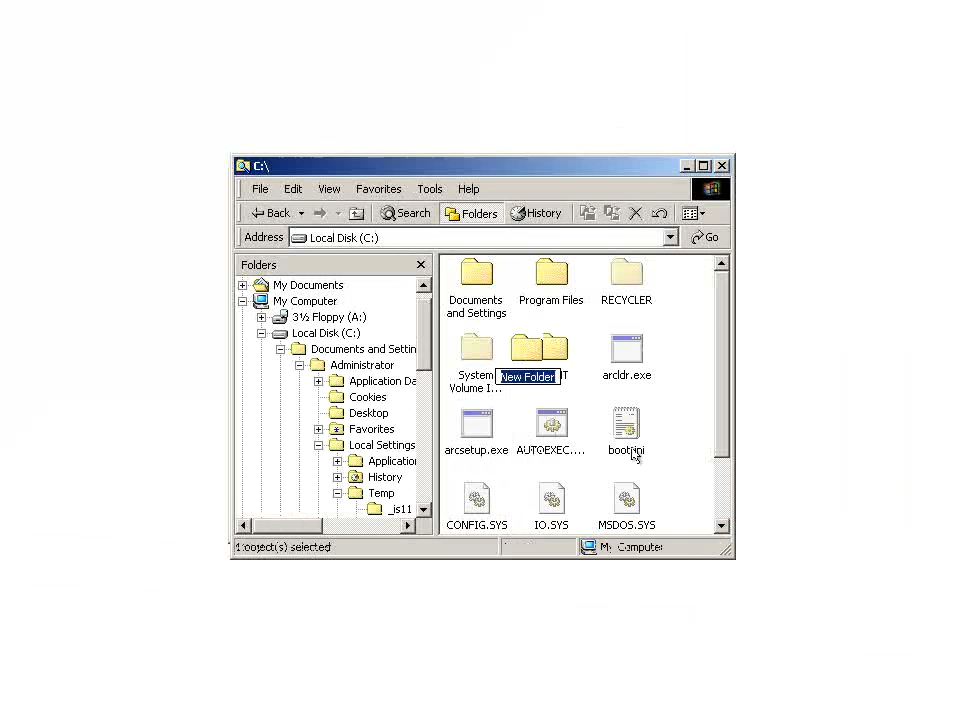 C:\
File Edit View Favorites Tools Help
Back Search Folders History
Address Local Disk (C:) Go
Folders
My Documents
My Computer
3½ Floppy (A:)
Local Disk (C:)
Documents and Settin
Administrator
Application Da
Cookies
Desktop
Favorites
Local Settings
Application
History
Temp
_is11
Documents and Settings
Program Files
RECYCLER
System Volume I...
New Folder
arcldr.exe
arcsetup.exe
AUTOEXEC....
boot.ini
CONFIG.SYS
IO.SYS
MSDOS.SYS
1 object(s) selected
My Computer